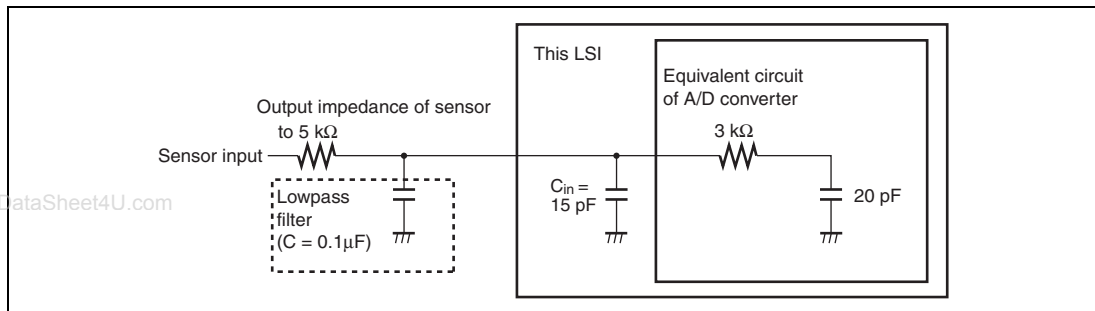 This LSI
Equivalent circuit
of A/D converter
Output impedance of sensor
to 5 kΩ
3 kΩ
Sensor input
Cin =
15 pF
20 pF
Lowpass
filter
(C = 0.1μF)
DataSheet4U.com